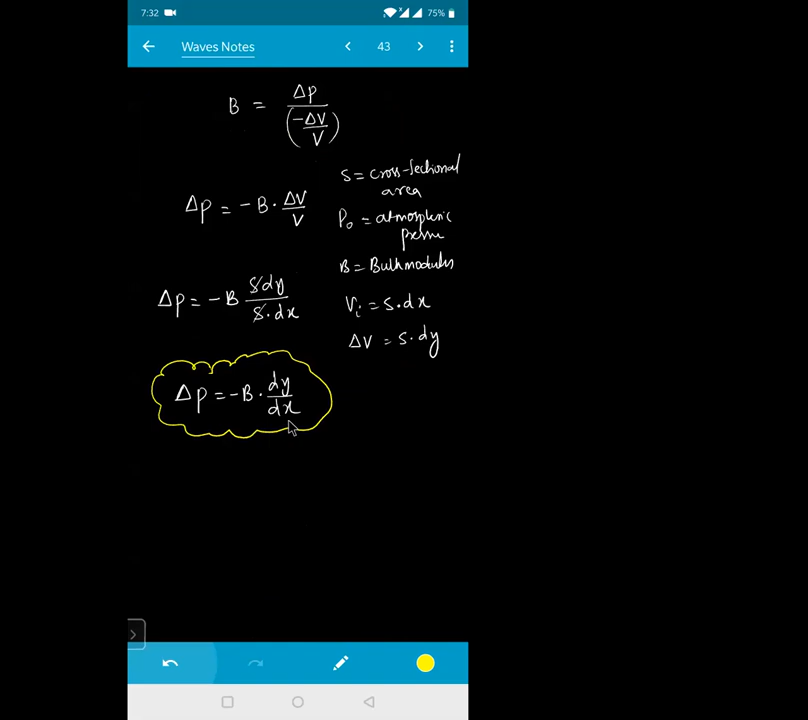 7:32 75%
Waves Notes 43
B = Δp / (-ΔV/V)
S = cross-sectional
area
Δp = -B · ΔV/V
P₀ = atmospheric
pressure
B = Bulk modulus
Δp = -B Sdy / S·dx
Vᵢ = S·dx
ΔV = S·dy
Δp = -B · dy/dx